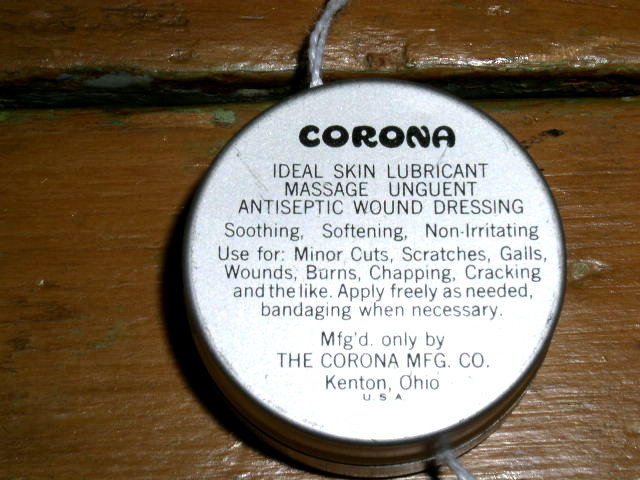 CORONA
IDEAL SKIN LUBRICANT
MASSAGE UNGUENT
ANTISEPTIC WOUND DRESSING
Soothing, Softening, Non-Irritating
Use for: Minor Cuts, Scratches, Galls,
Wounds, Burns, Chapping, Cracking
and the like. Apply freely as needed,
bandaging when necessary.
Mfg'd. only by
THE CORONA MFG. CO.
Kenton, Ohio
U S A